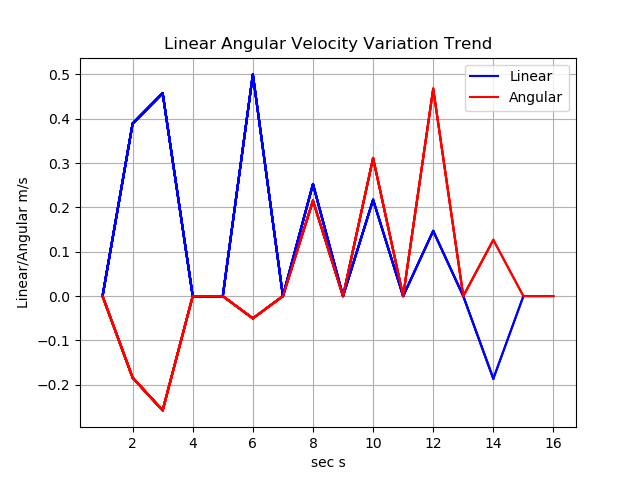 Linear Angular Velocity Variation Trend
Linear
Angular
0.5
0.4
0.3
0.2
0.1
0.0
−0.1
−0.2
Linear/Angular m/s
2 4 6 8 10 12 14 16
sec s